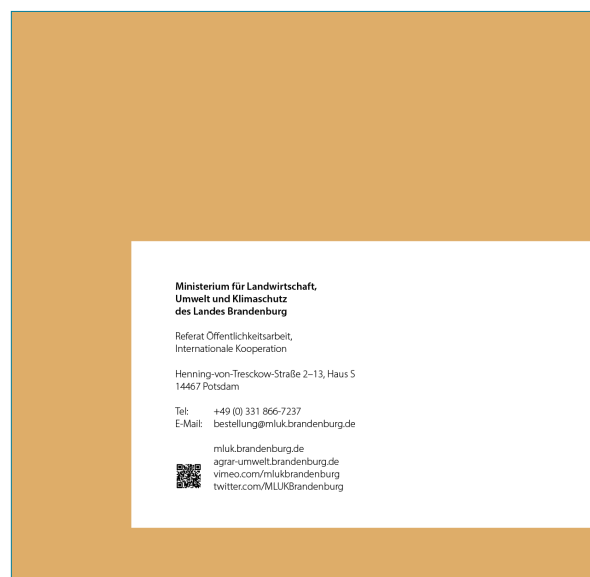 Ministerium für Landwirtschaft,
Umwelt und Klimaschutz
des Landes Brandenburg
Referat Öffentlichkeitsarbeit,
Internationale Kooperation
Henning-von-Tresckow-Straße 2–13, Haus S
14467 Potsdam
Tel: +49 (0) 331 866-7237
E-Mail: bestellung@mluk.brandenburg.de
mluk.brandenburg.de
agrar-umwelt.brandenburg.de
vimeo.com/mlukbrandenburg
twitter.com/MLUKBrandenburg